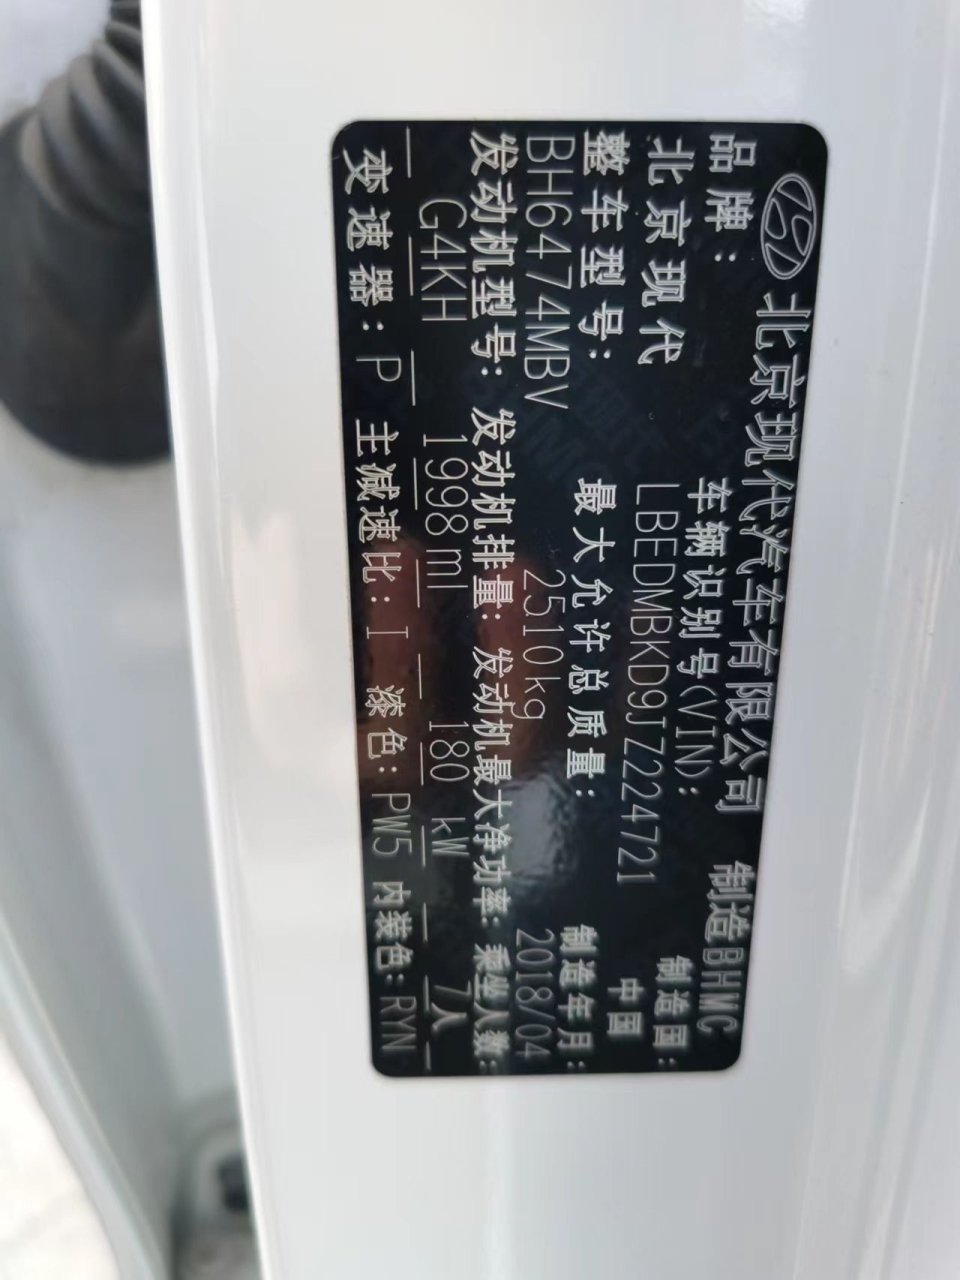 北京现代汽车有限公司 制造BHMC
品牌: 车辆识别号(VIN): 制造国:
北京现代 LBEDMBKD9JZ224721 中国
整车型号: 最大允许总质量: 制造年月:
BH6474MBV 2510kg 2018/04
发动机型号: 发动机排量: 发动机最大净功率: 乘坐人数:
G4KH 1998ml 180 kW 7人
变速器: P 主减速比: I 漆色: PW5 内装色: RYN